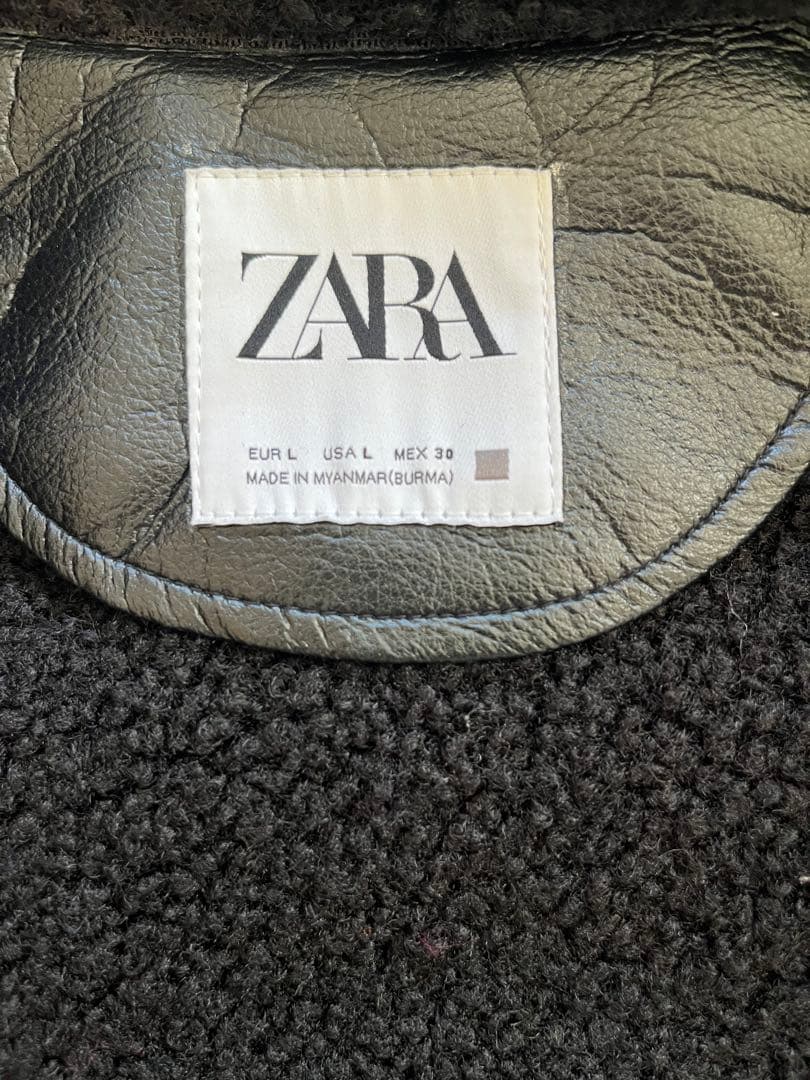 ZARA
EUR L USA L MEX 30
MADE IN MYANMAR(BURMA)